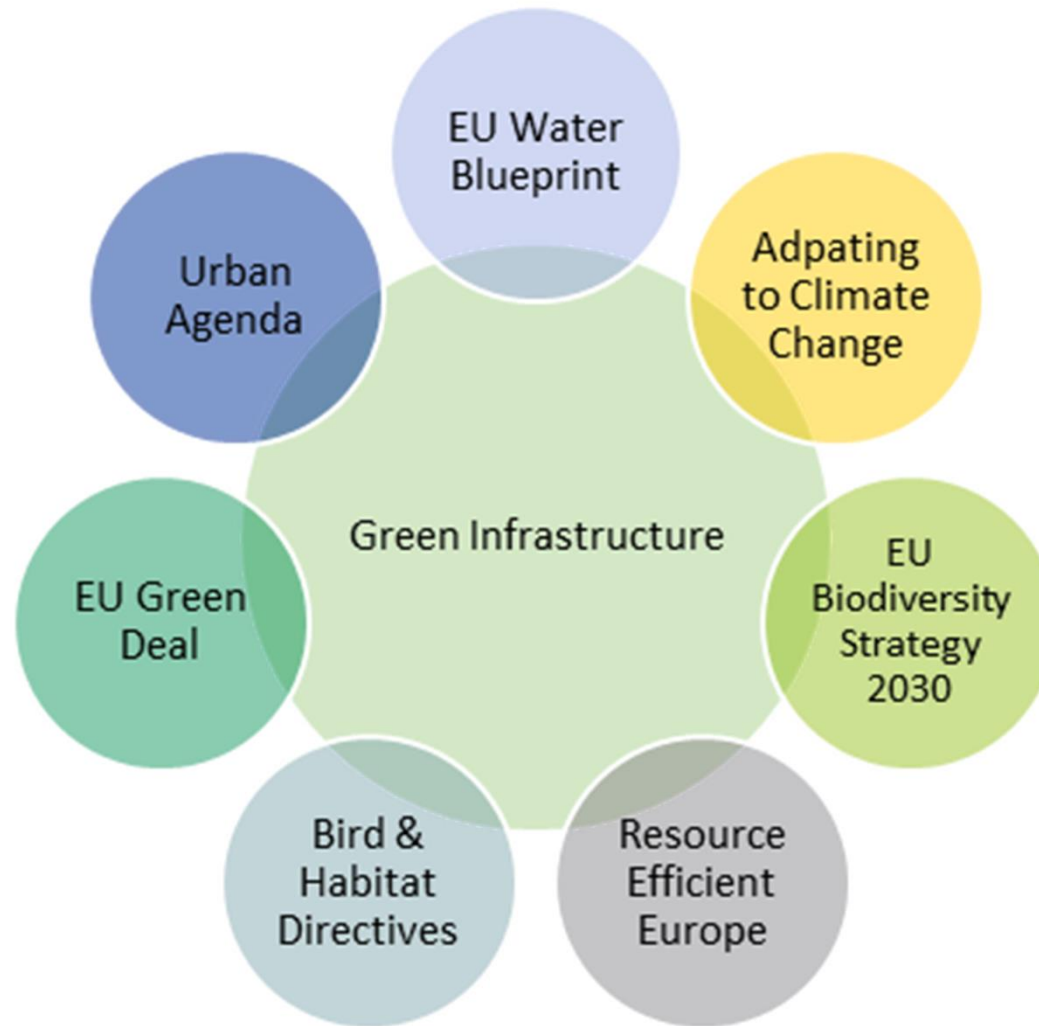 EU Water
Blueprint
Adpating
to Climate
Change
EU
Biodiversity
Strategy
2030
Resource
Efficient
Europe
Bird &
Habitat
Directives
EU Green
Deal
Urban
Agenda
Green Infrastructure